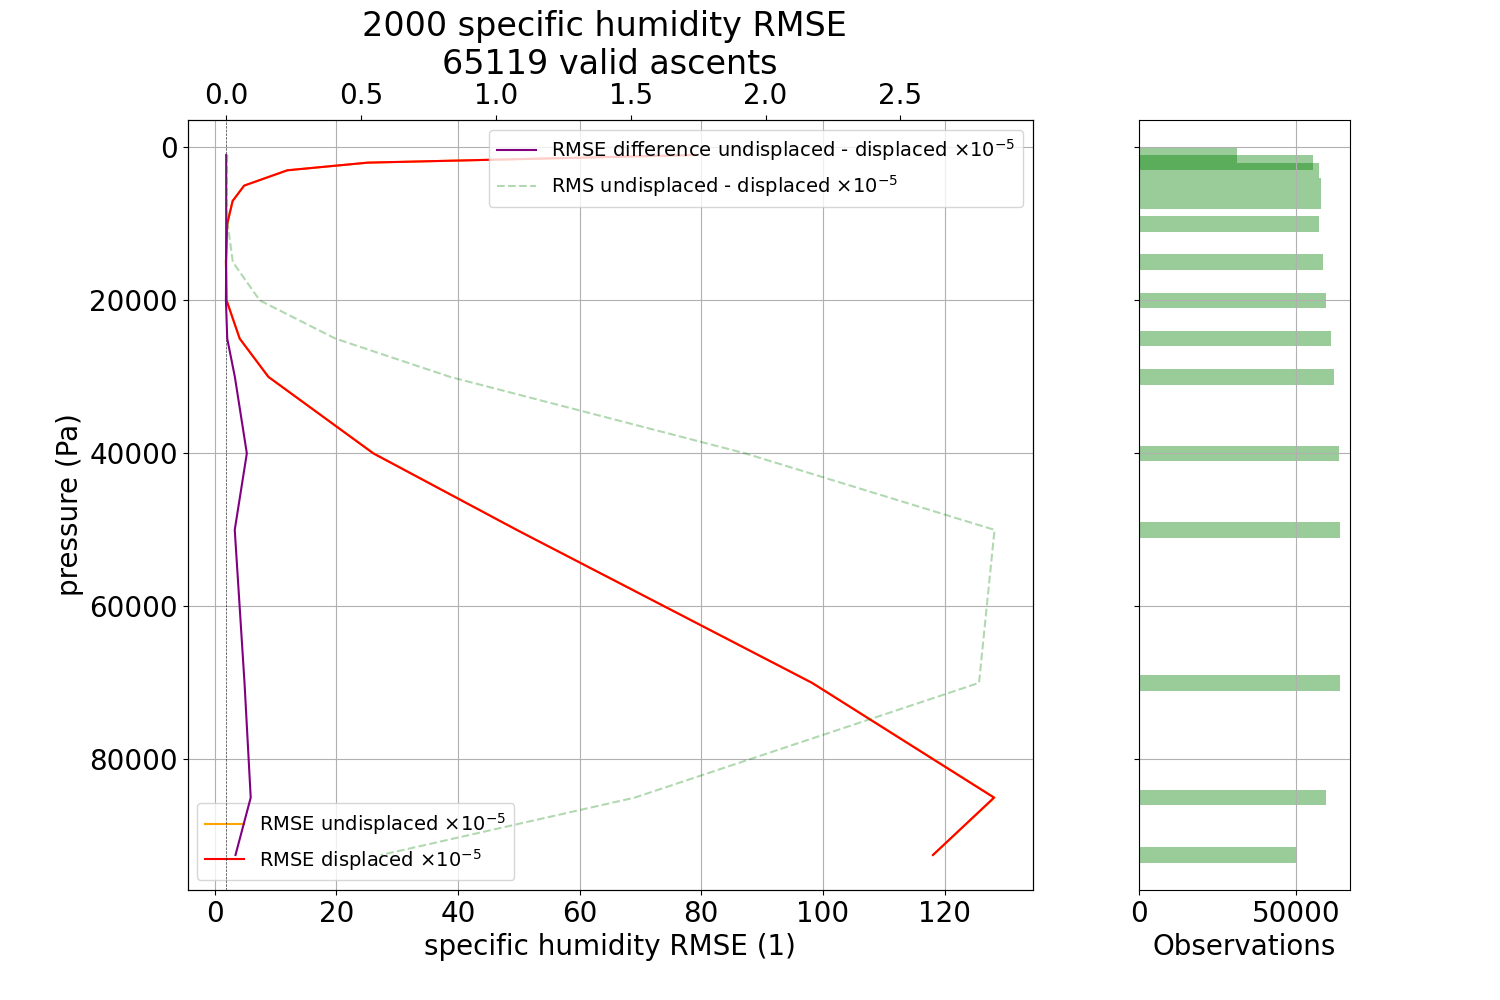 2000 specific humidity RMSE
65119 valid ascents
0.0 0.5 1.0 1.5 2.0 2.5
RMSE difference undisplaced - displaced ×10⁻⁵
RMS undisplaced - displaced ×10⁻⁵
0
20000
40000
60000
80000
pressure (Pa)
RMSE undisplaced ×10⁻⁵
RMSE displaced ×10⁻⁵
0 20 40 60 80 100 120
specific humidity RMSE (1)
0 50000
Observations